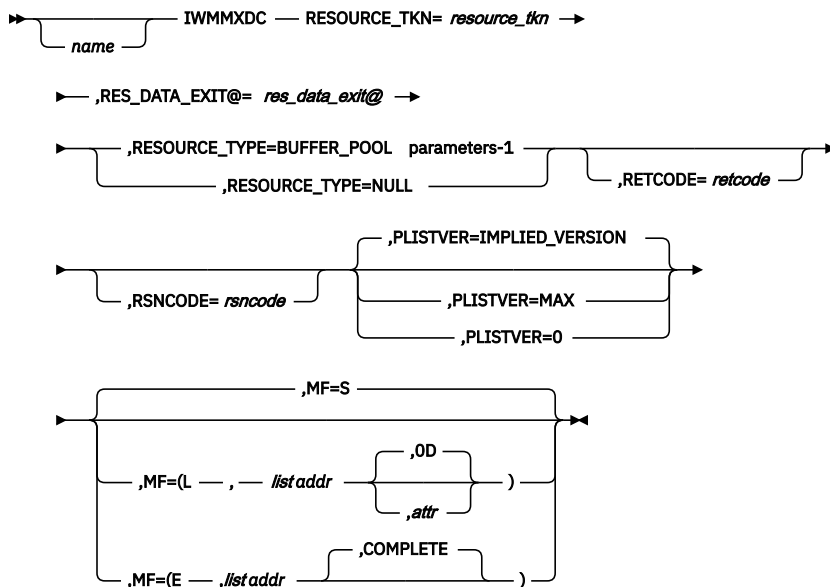 IWMMXDC RESOURCE_TKN= resource_tkn
name
,RES_DATA_EXIT@= res_data_exit@
,RESOURCE_TYPE=BUFFER_POOL parameters-1
,RESOURCE_TYPE=NULL
,RETCODE= retcode
,PLISTVER=IMPLIED_VERSION
,RSNCODE= rsncode
,PLISTVER=MAX
,PLISTVER=0
,MF=S
,0D
,MF=(L , list addr )
,attr
,COMPLETE
,MF=(E ,list addr )